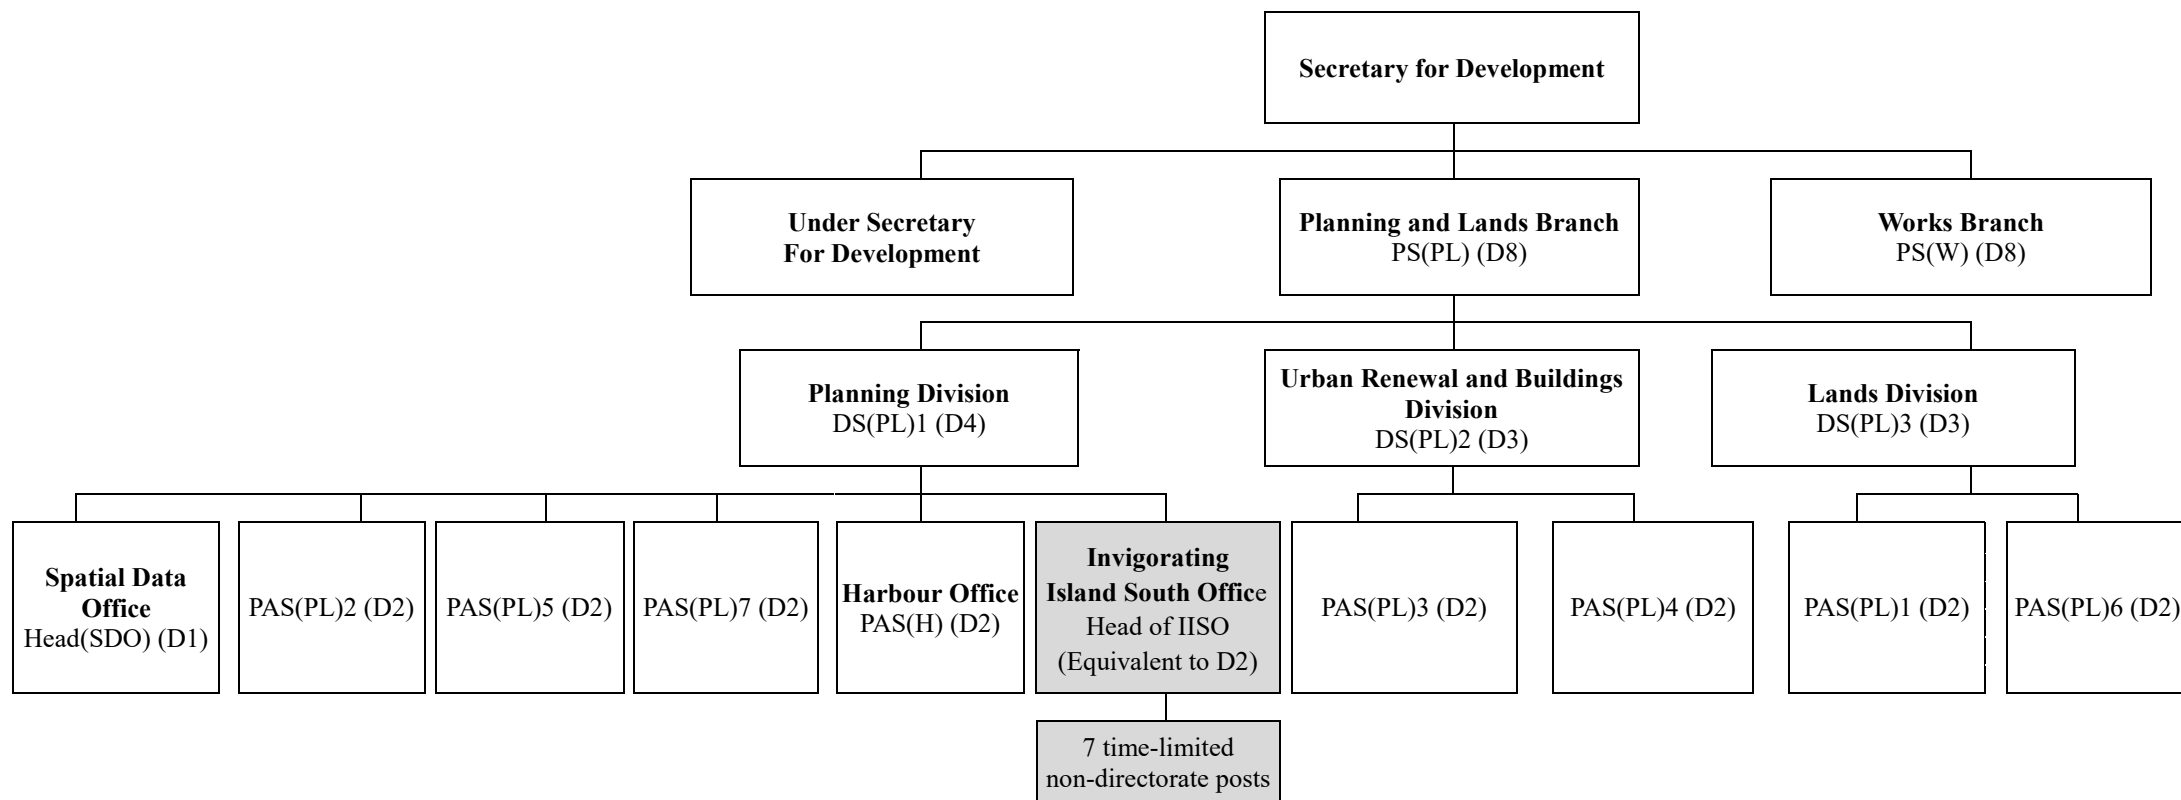 Secretary for Development
Under Secretary
For Development
Planning and Lands Branch
PS(PL) (D8)
Works Branch
PS(W) (D8)
Planning Division
DS(PL)1 (D4)
Urban Renewal and Buildings
Division
DS(PL)2 (D3)
Lands Division
DS(PL)3 (D3)
Spatial Data
Office
Head(SDO) (D1)
PAS(PL)2 (D2)
PAS(PL)5 (D2)
PAS(PL)7 (D2)
Harbour Office
PAS(H) (D2)
Invigorating
Island South Office
Head of IISO
(Equivalent to D2)
PAS(PL)3 (D2)
PAS(PL)4 (D2)
PAS(PL)1 (D2)
PAS(PL)6 (D2)
7 time-limited
non-directorate posts